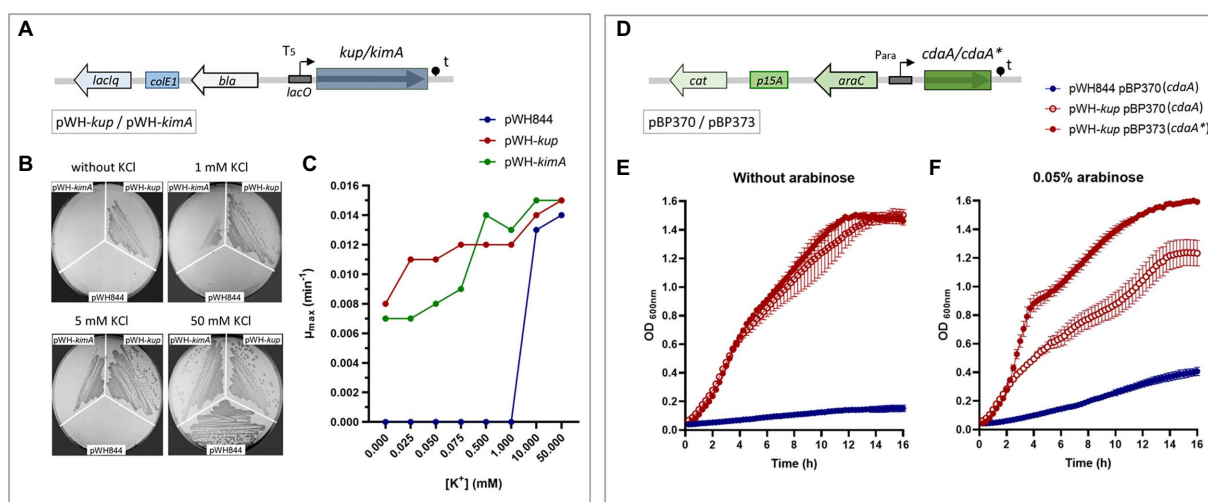 A
T5
kup/kimA
lacIq
colE1
bla
lacO
t
pWH-kup / pWH-kimA
B
without KCl
1 mM KCl
pWH-kimA
pWH-kup
pWH-kimA
pWH-kup
pWH844
pWH844
5 mM KCl
50 mM KCl
pWH-kimA
pWH-kup
pWH-kimA
pWH-kup
pWH844
pWH844
C
pWH844
pWH-kup
pWH-kimA
0.016
0.014
0.012
0.010
0.008
0.006
0.004
0.002
0.000
µmax (min-1)
0.000
0.025
0.050
0.075
0.500
1.000
10.000
50.000
[K+] (mM)
D
Para
cdaA/cdaA*
cat
p15A
araC
t
pBP370 / pBP373
pWH844 pBP370(cdaA)
pWH-kup pBP370(cdaA)
pWH-kup pBP373(cdaA*)
E
Without arabinose
1.6
1.4
1.2
1.0
0.8
0.6
0.4
0.2
0.0
OD 600nm
0 2 4 6 8 10 12 14 16
Time (h)
F
0.05% arabinose
1.6
1.4
1.2
1.0
0.8
0.6
0.4
0.2
0.0
OD 600nm
0 2 4 6 8 10 12 14 16
Time (h)